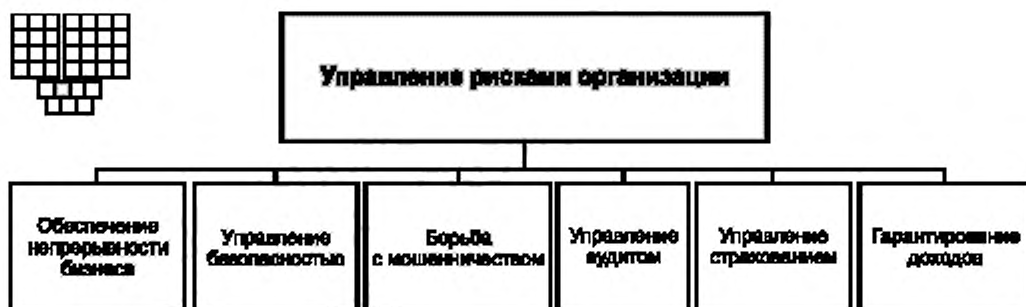 Управление рисками организации
Обеспечение
непрерывности
бизнеса
Управление
безопасностью
Борьба
с мошенничеством
Управление
аудитом
Управление
страхованием
Гарантирование
доходов